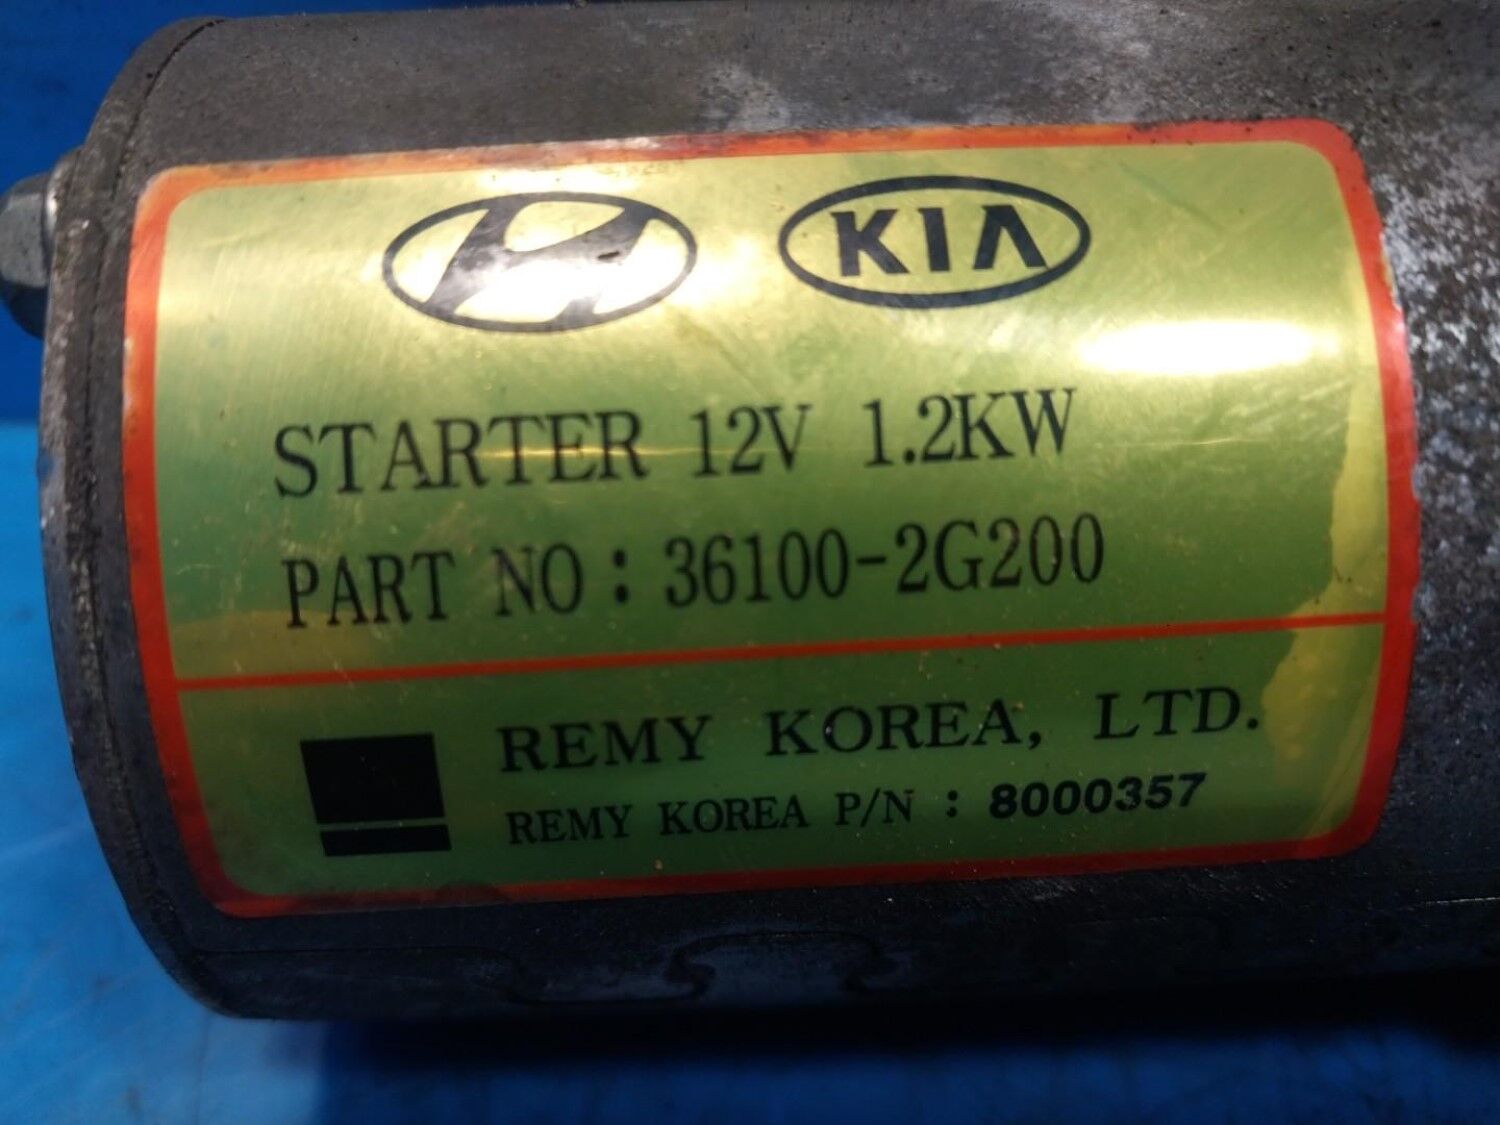 KIA
STARTER 12V 1.2KW
PART NO : 36100-2G200
REMY KOREA, LTD.
REMY KOREA P/N : 8000357